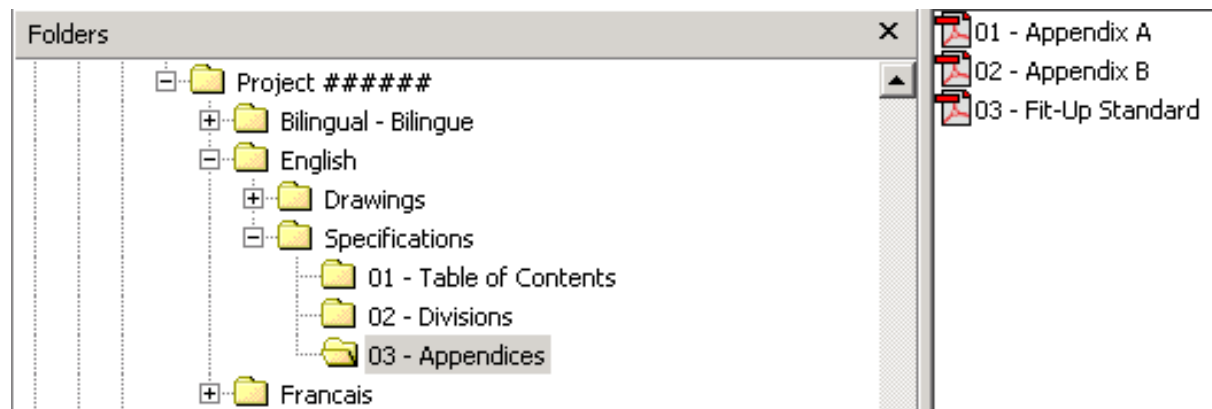 Folders
Project ######
Bilingual - Bilingue
English
Drawings
Specifications
01 - Table of Contents
02 - Divisions
03 - Appendices
Francais
01 - Appendix A
02 - Appendix B
03 - Fit-Up Standard